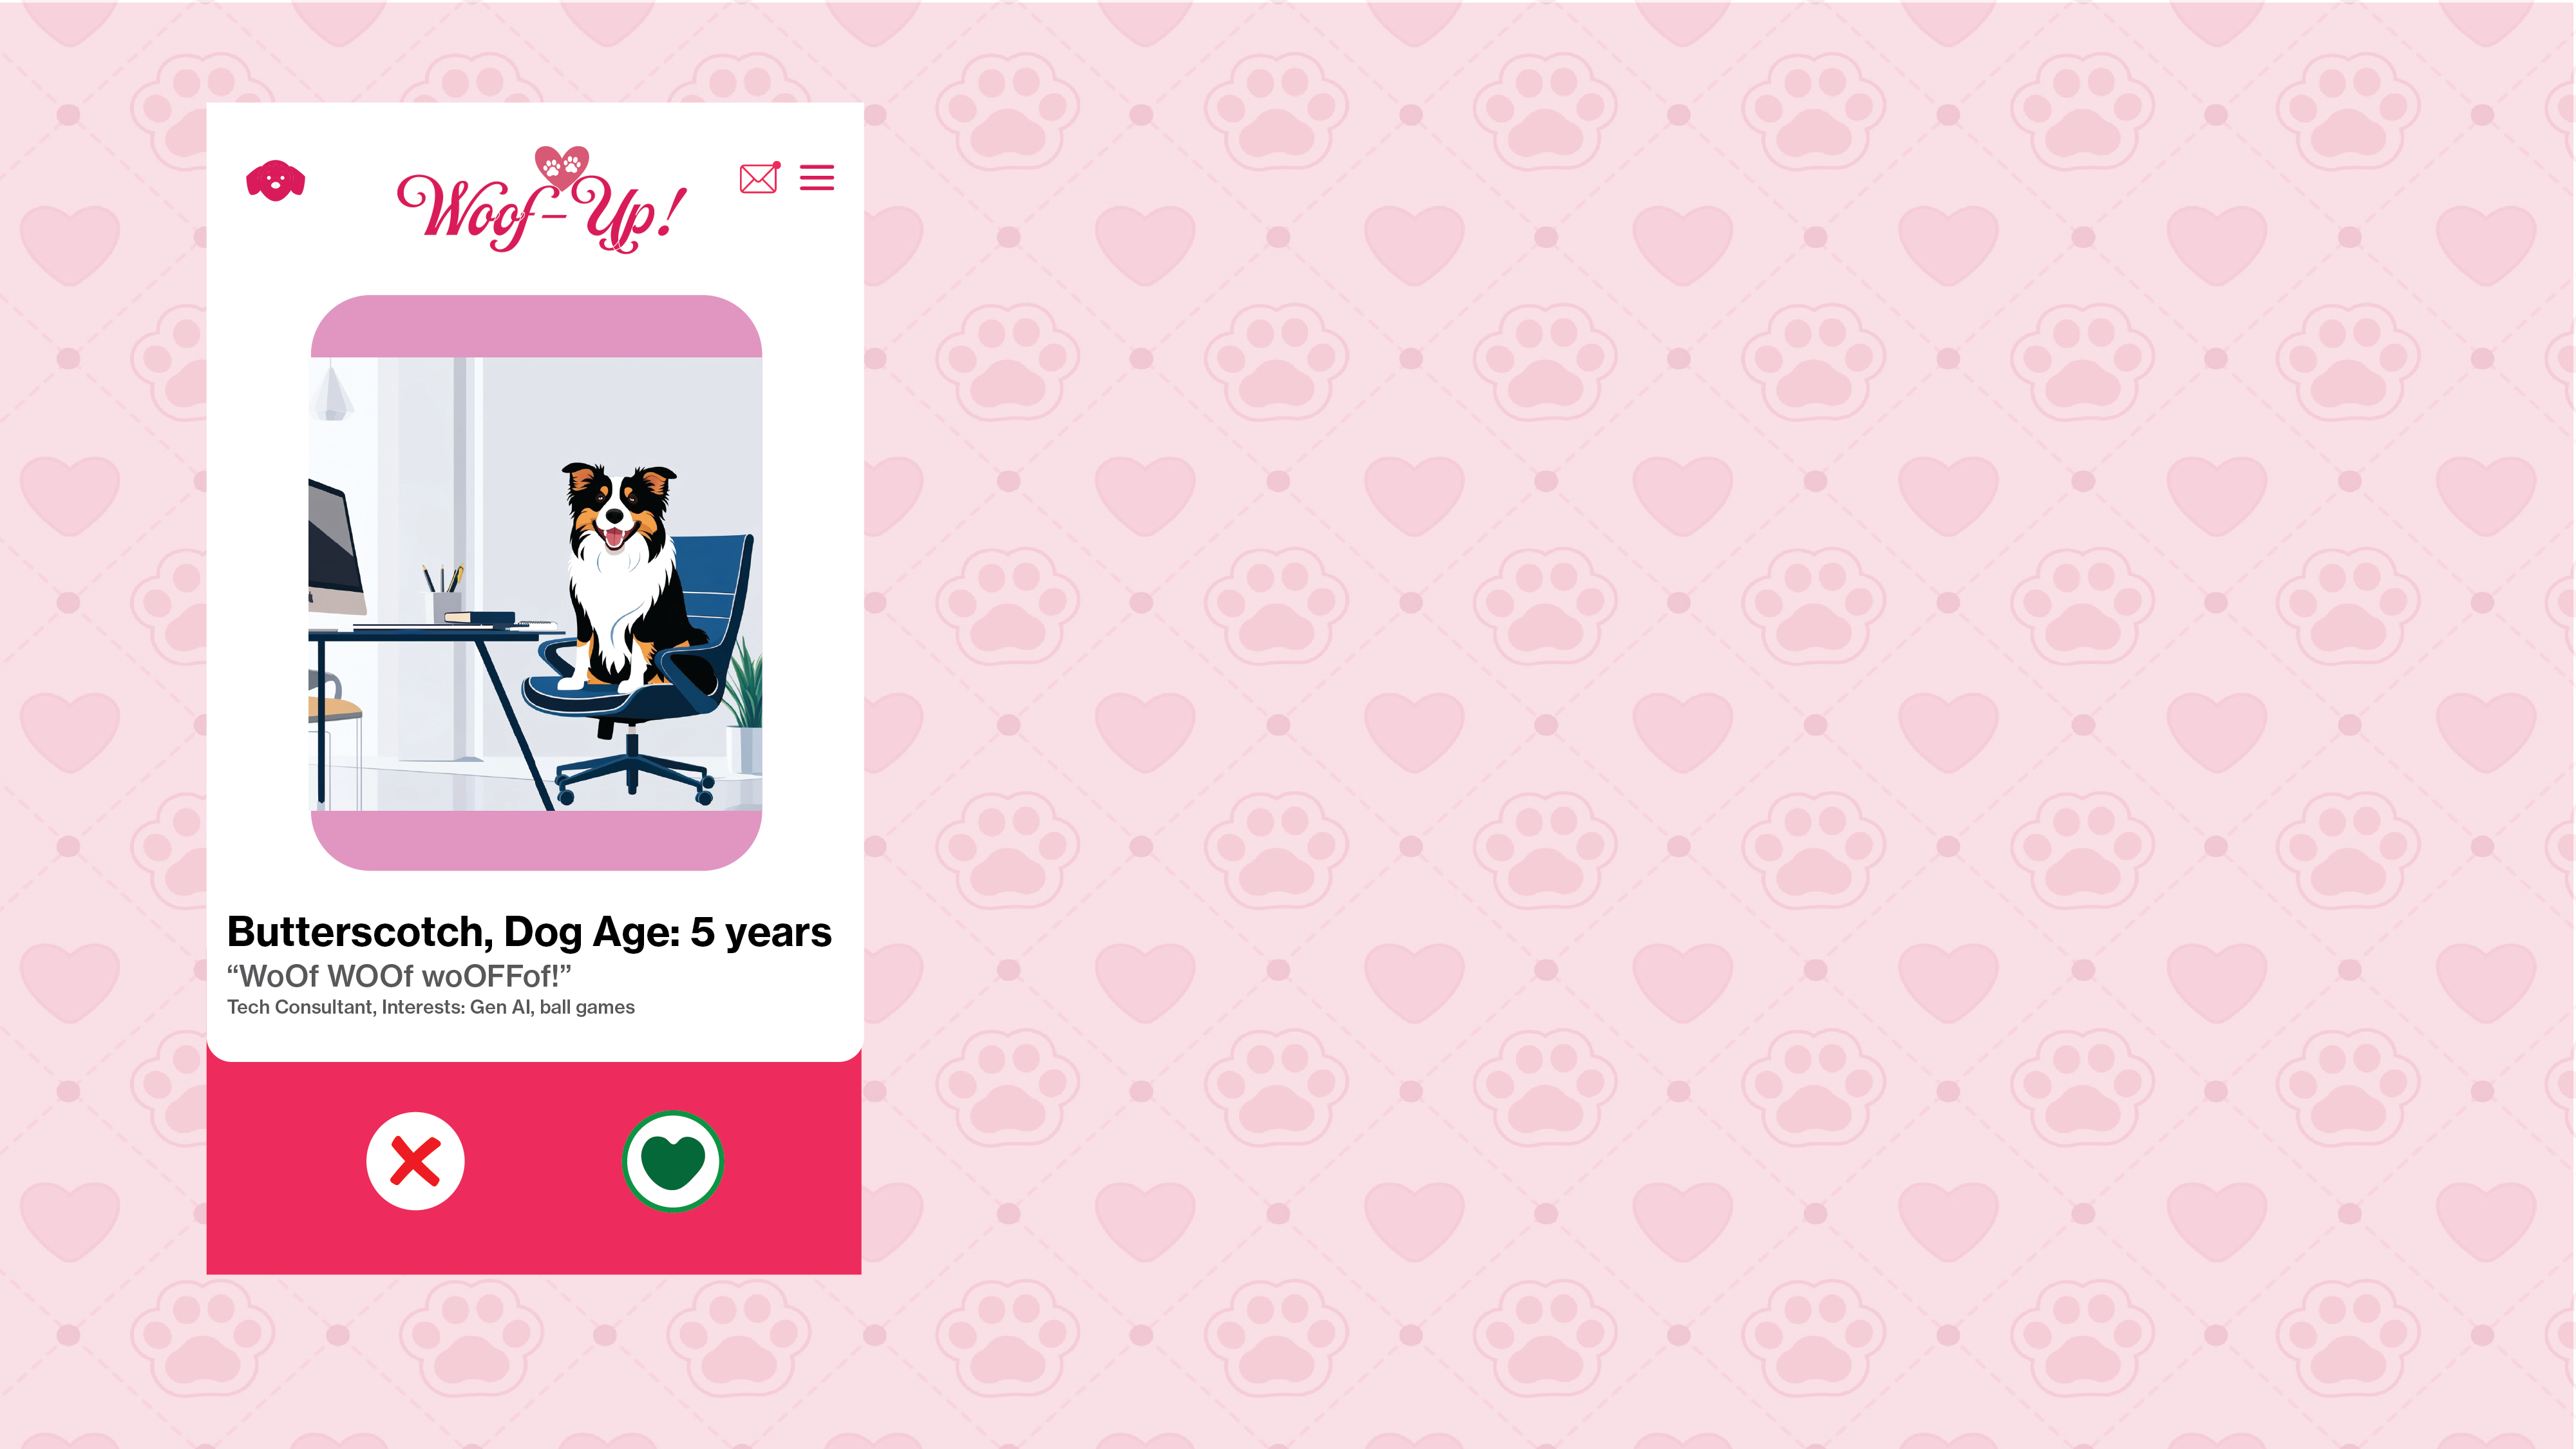 Woof-Up!
Butterscotch, Dog Age: 5 years
“WoOf WOOf woOFFof!”
Tech Consultant, Interests: Gen AI, ball games